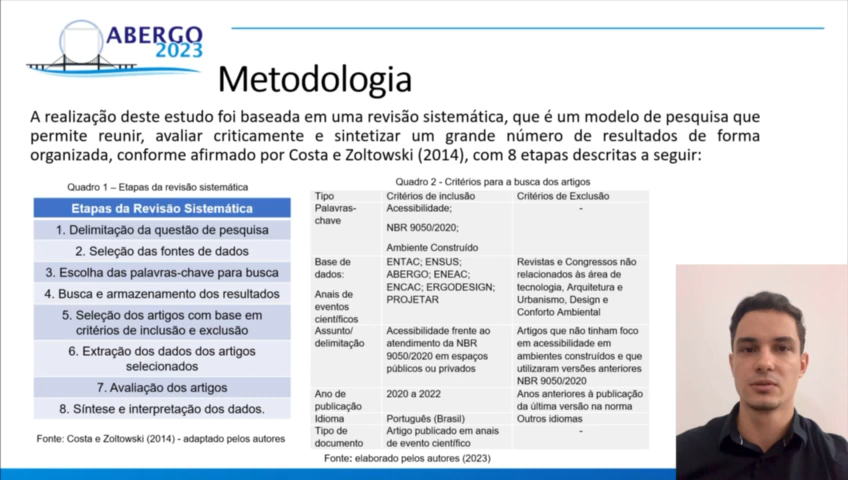 ABERGO
2023
Metodologia
A realização deste estudo foi baseada em uma revisão sistemática, que é um modelo de pesquisa que
permite reunir, avaliar criticamente e sintetizar um grande número de resultados de forma
organizada, conforme afirmado por Costa e Zoltowski (2014), com 8 etapas descritas a seguir:
Quadro 1 – Etapas da revisão sistemática
Etapas da Revisão Sistemática
1. Delimitação da questão de pesquisa
2. Seleção das fontes de dados
3. Escolha das palavras-chave para busca
4. Busca e armazenamento dos resultados
5. Seleção dos artigos com base em
critérios de inclusão e exclusão
6. Extração dos dados dos artigos
selecionados
7. Avaliação dos artigos
8. Síntese e interpretação dos dados.
Fonte: Costa e Zoltowski (2014) - adaptado pelos autores
Quadro 2 - Critérios para a busca dos artigos
Tipo Critérios de inclusão Critérios de Exclusão
Palavras- Acessibilidade; -
chave
NBR 9050/2020;
Ambiente Construído
Base de ENTAC; ENSUS; Revistas e Congressos não
dados: ABERGO; ENEAC; relacionados às área de
ENCAC; ERGODESIGN; tecnologia, Arquitetura e
Anais de PROJETAR Urbanismo, Design e
eventos Conforto Ambiental
científicos
Assunto/ Acessibilidade frente ao Artigos que não tinham foco
delimitação atendimento da NBR em acessibilidade em
9050/2020 em espaços ambientes construídos e que
públicos ou privados utilizaram versões anteriores
NBR 9050/2020
Ano de 2020 a 2022 Anos anteriores à publicação
publicação da última versão na norma
Idioma Português (Brasil) Outros idiomas
Tipo de Artigo publicado em anais -
documento de evento científico
Fonte: elaborado pelos autores (2023)